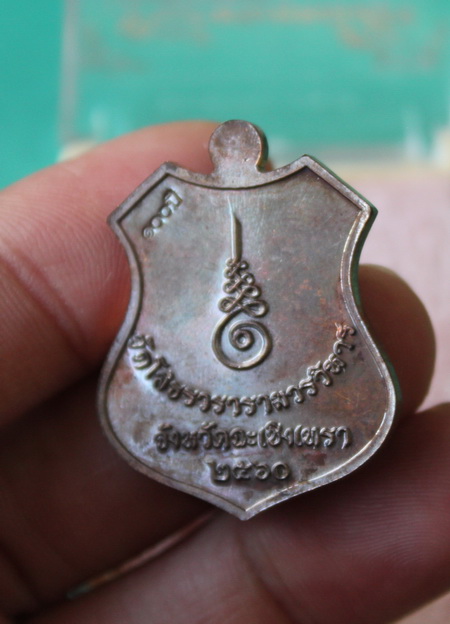 ๑๐๐ปี
วัดโสธรวรารามวรวิหาร
จังหวัดฉะเชิงเทรา
๒๕๖๐